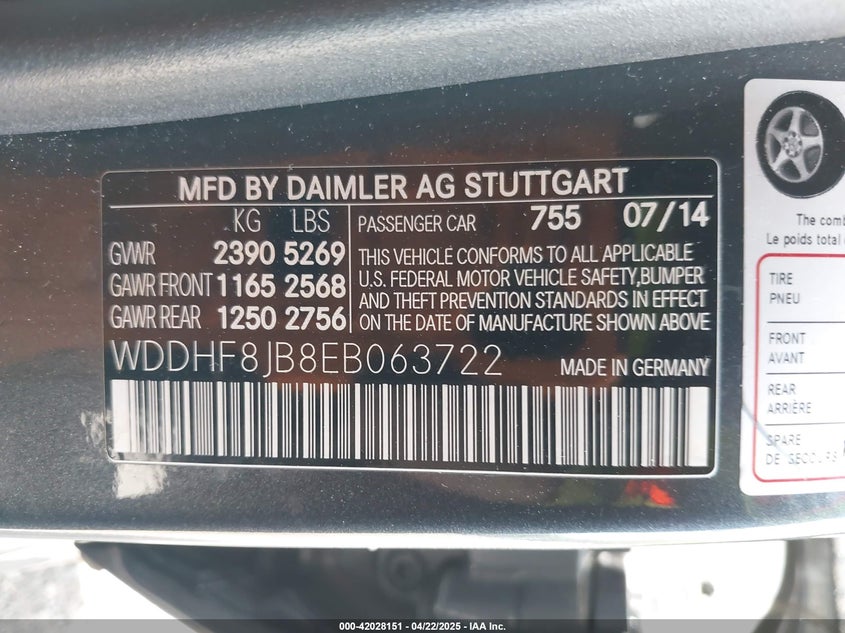 MFD BY DAIMLER AG STUTTGART
KG LBS
GVWR 2390 5269
GAWR FRONT 1165 2568
GAWR REAR 1250 2756
PASSENGER CAR 755 07/14
THIS VEHICLE CONFORMS TO ALL APPLICABLE
U.S. FEDERAL MOTOR VEHICLE SAFETY,BUMPER
AND THEFT PREVENTION STANDARDS IN EFFECT
ON THE DATE OF MANUFACTURE SHOWN ABOVE
WDDHF8JB8EB063722
The comb
Le poids total
TIRE
PNEU
FRONT
AVANT
REAR
ARRIÈRE
SPARE
DE SECOURS
000-42028151 - 04/22/2025 - IAA Inc.